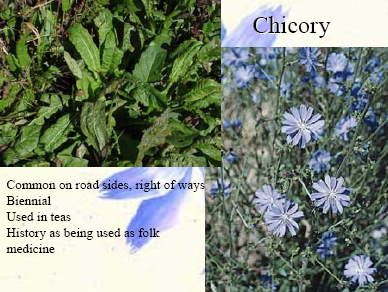 Chicory
Common on road sides, right of ways
Biennial
Used in teas
History as being used as folk
medicine